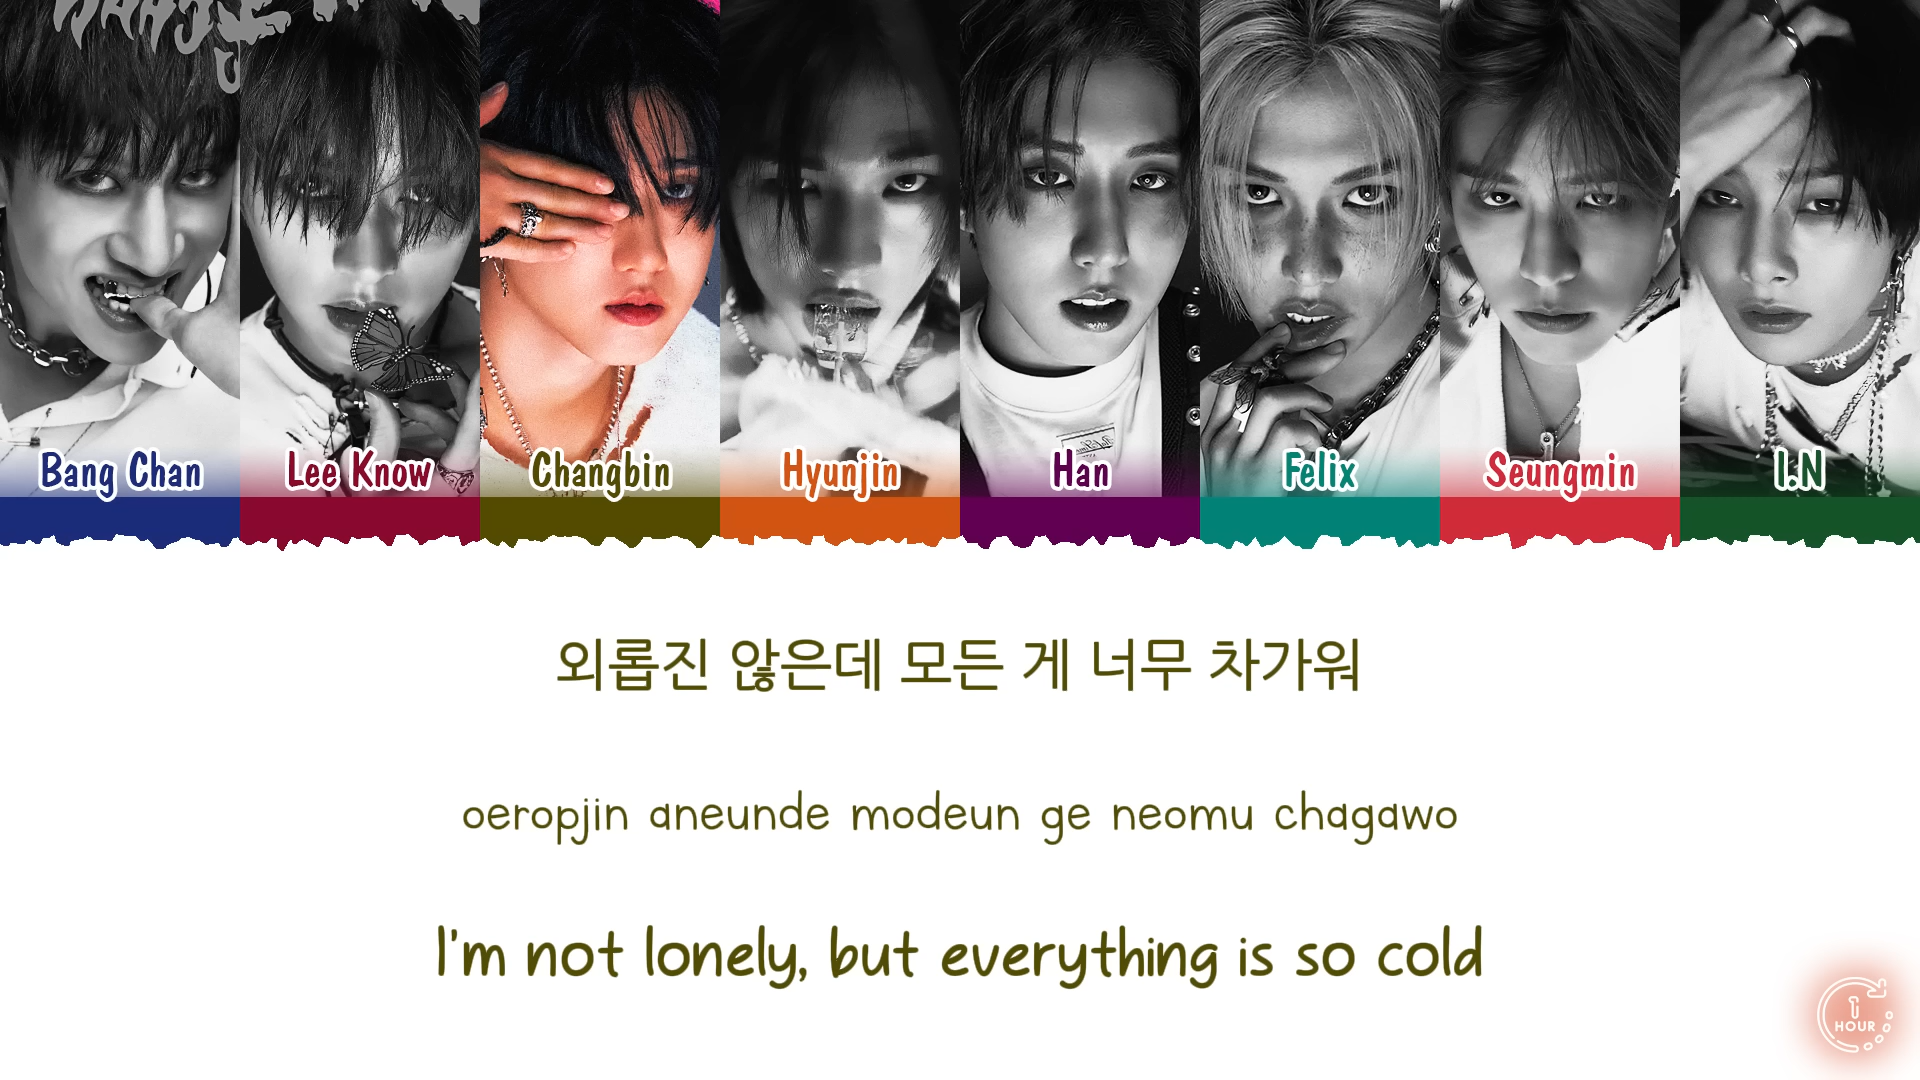 Bang Chan
Lee Know
Changbin
Hyunjin
Han
Felix
Seungmin
I.N
외롭진 않은데 모든 게 너무 차가워
oeropjin aneunde modeun ge neomu chagawo
I'm not lonely, but everything is so cold
1
HOUR